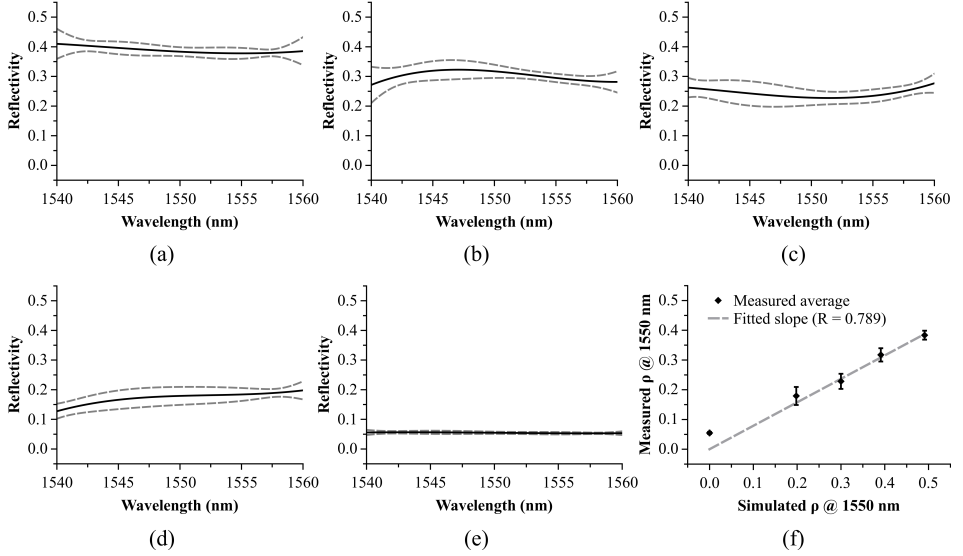 0.5
0.4
0.3
0.2
0.1
0.0
Reflectivity
1540 1545 1550 1555 1560
Wavelength (nm)
(a)
0.5
0.4
0.3
0.2
0.1
0.0
Reflectivity
1540 1545 1550 1555 1560
Wavelength (nm)
(b)
0.5
0.4
0.3
0.2
0.1
0.0
Reflectivity
1540 1545 1550 1555 1560
Wavelength (nm)
(c)
0.5
0.4
0.3
0.2
0.1
0.0
Reflectivity
1540 1545 1550 1555 1560
Wavelength (nm)
(d)
0.5
0.4
0.3
0.2
0.1
0.0
Reflectivity
1540 1545 1550 1555 1560
Wavelength (nm)
(e)
0.5
0.4
0.3
0.2
0.1
0.0
Measured ρ @ 1550 nm
Measured average
Fitted slope (R = 0.789)
0.0 0.1 0.2 0.3 0.4 0.5
Simulated ρ @ 1550 nm
(f)